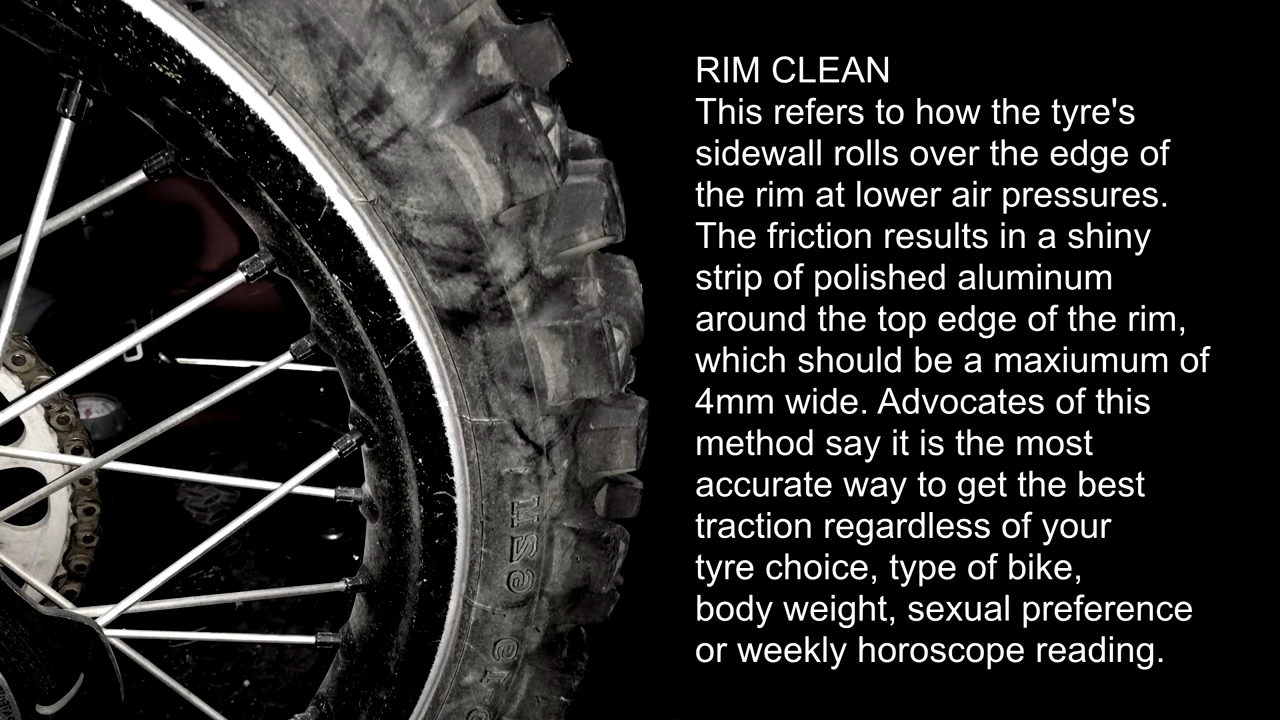 RIM CLEAN
This refers to how the tyre's
sidewall rolls over the edge of
the rim at lower air pressures.
The friction results in a shiny
strip of polished aluminum
around the top edge of the rim,
which should be a maxiumum of
4mm wide. Advocates of this
method say it is the most
accurate way to get the best
traction regardless of your
tyre choice, type of bike,
body weight, sexual preference
or weekly horoscope reading.